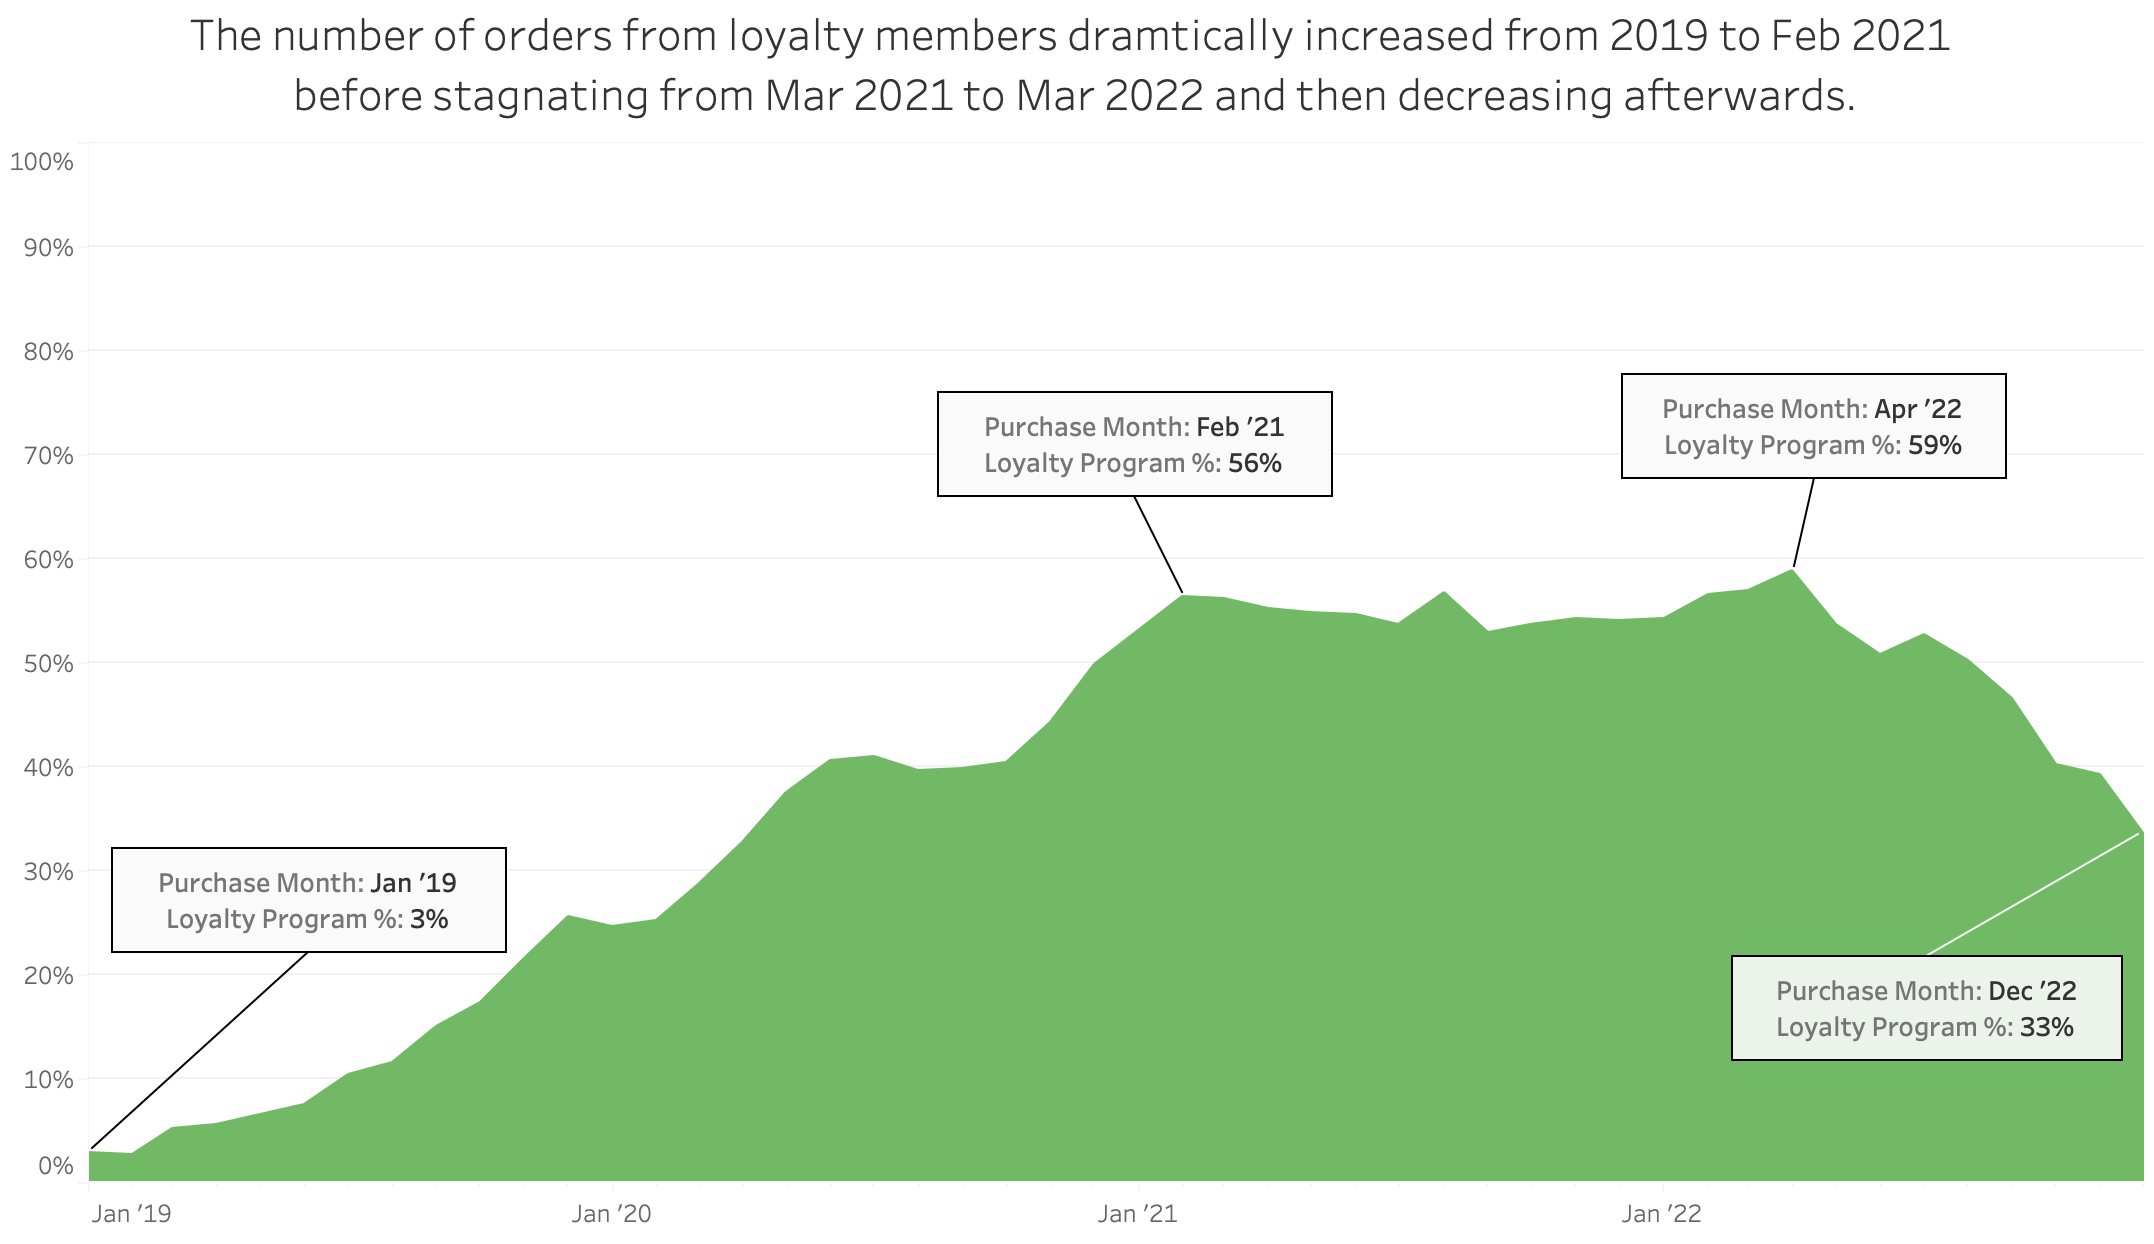 The number of orders from loyalty members dramtically increased from 2019 to Feb 2021
before stagnating from Mar 2021 to Mar 2022 and then decreasing afterwards.
100%
90%
80%
70%
60%
50%
40%
30%
20%
10%
0%
Purchase Month: Jan '19
Loyalty Program %: 3%
Purchase Month: Feb '21
Loyalty Program %: 56%
Purchase Month: Apr '22
Loyalty Program %: 59%
Purchase Month: Dec '22
Loyalty Program %: 33%
Jan '19
Jan '20
Jan '21
Jan '22